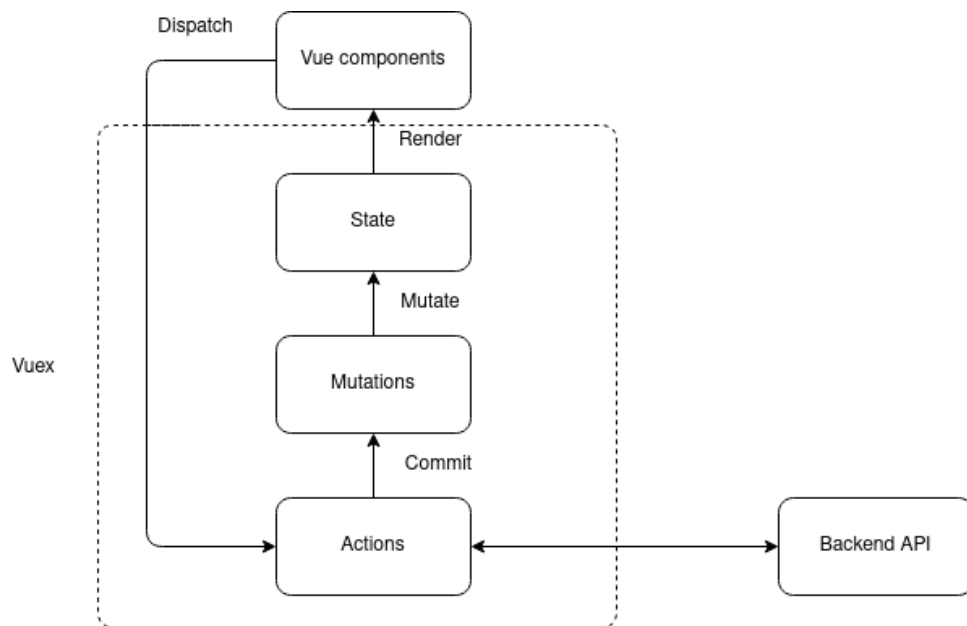 Dispatch
Vue components
Render
State
Mutate
Vuex
Mutations
Commit
Actions
Backend API